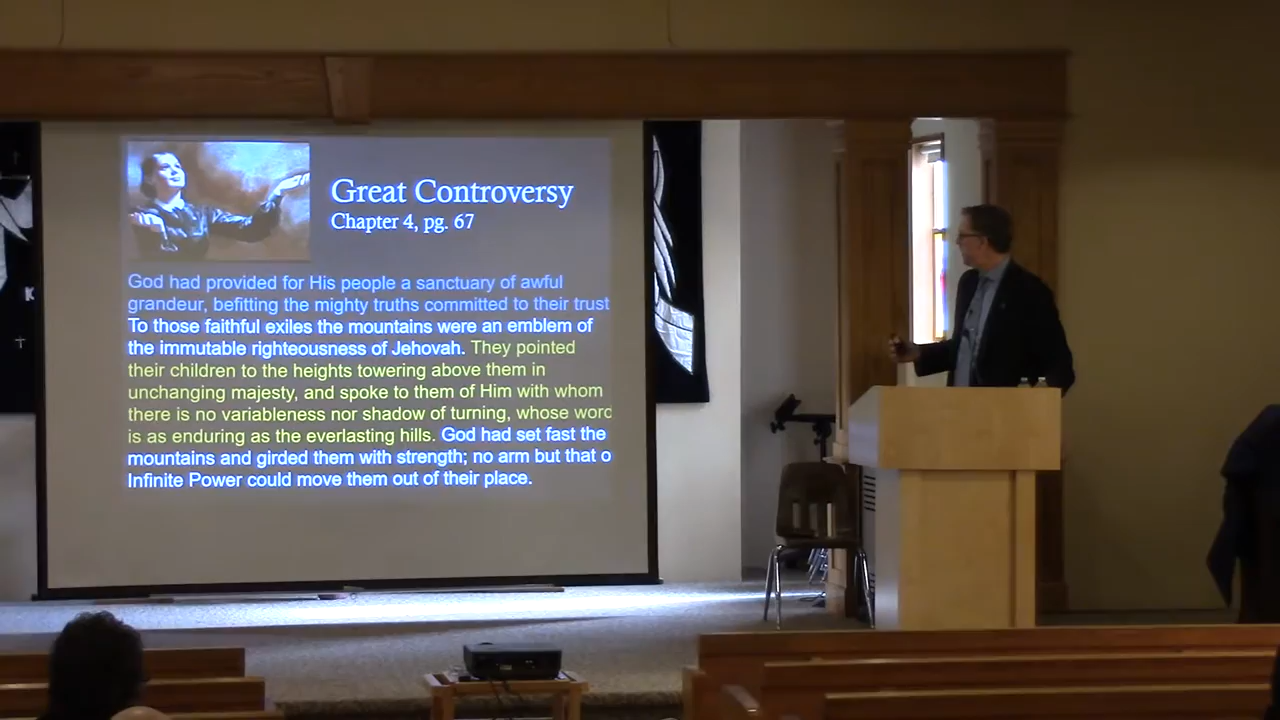 Great Controversy
Chapter 4, pg. 67
God had provided for His people a sanctuary of awful
grandeur, befitting the mighty truths committed to their trust
To those faithful exiles the mountains were an emblem of
the immutable righteousness of Jehovah. They pointed
their children to the heights towering above them in
unchanging majesty, and spoke to them of Him with whom
there is no variableness nor shadow of turning, whose word
is as enduring as the everlasting hills. God had set fast the
mountains and girded them with strength; no arm but that o
Infinite Power could move them out of their place.